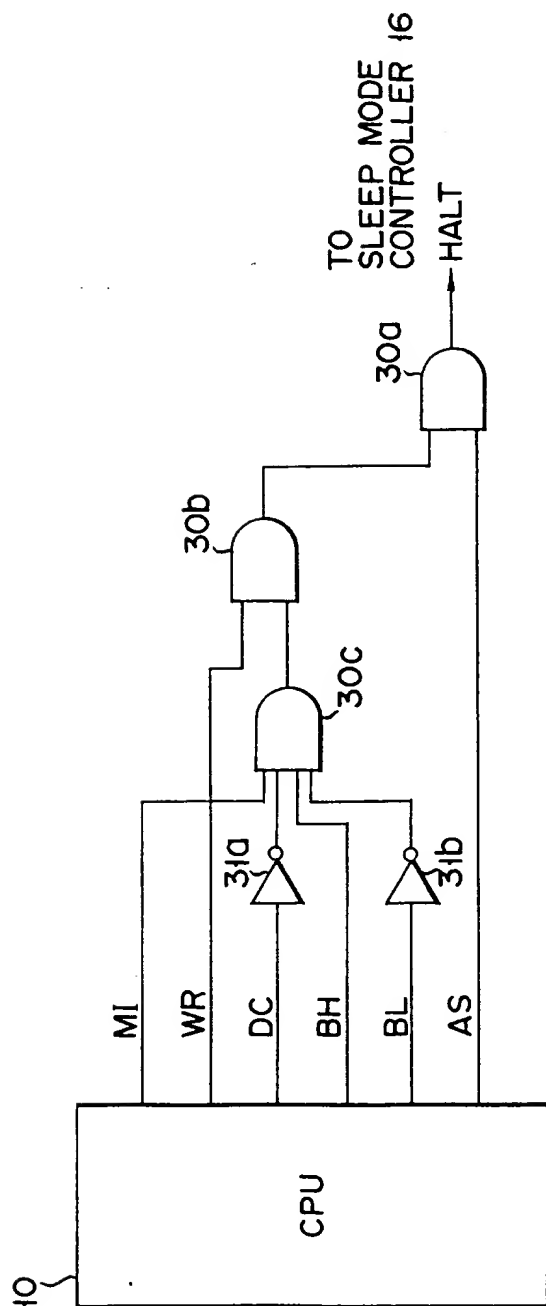 10
CPU
MI
WR
DC
BH
BL
AS
31a
31b
30c
30b
30a
TO
SLEEP MODE
CONTROLLER 16
HALT